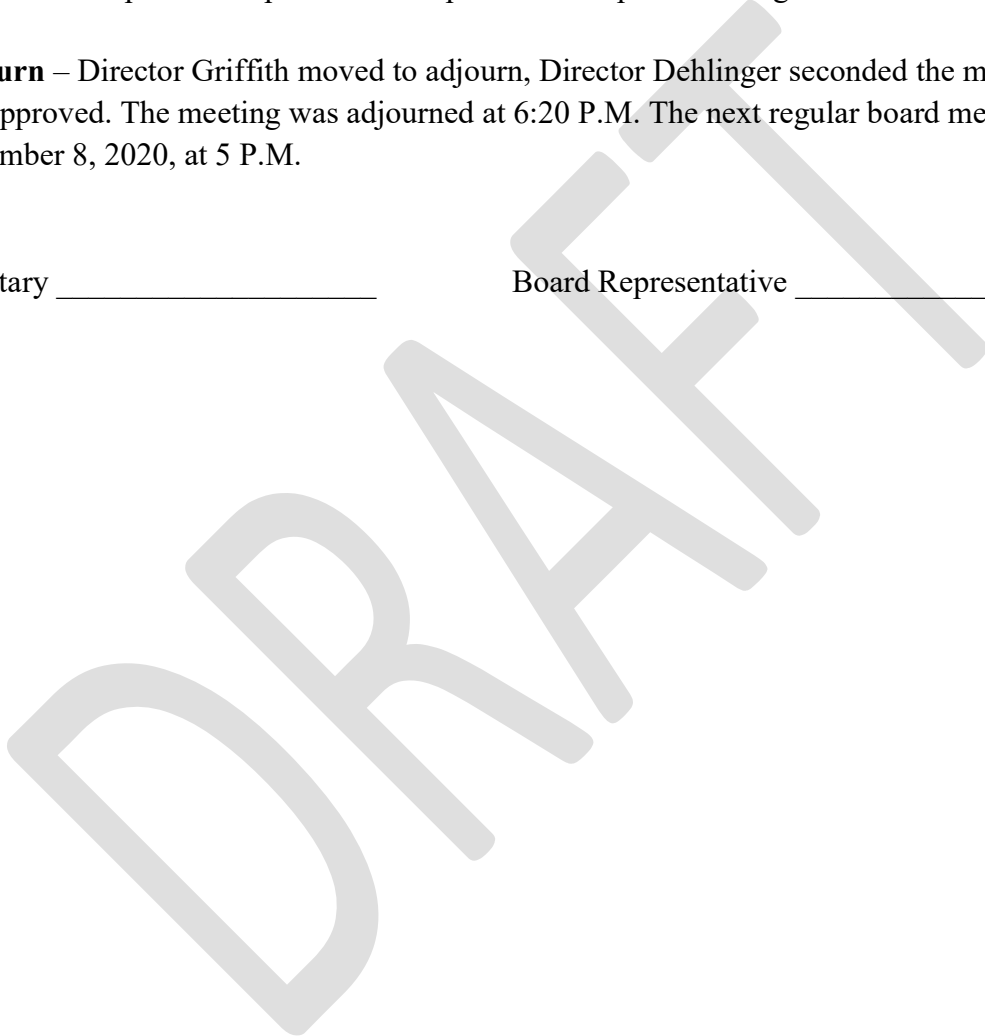 urn – Director Griffith moved to adjourn, Director Dehlinger seconded the m
pproved. The meeting was adjourned at 6:20 P.M. The next regular board me
mber 8, 2020, at 5 P.M.
tary ____________________ Board Representative ____________
DRAFT